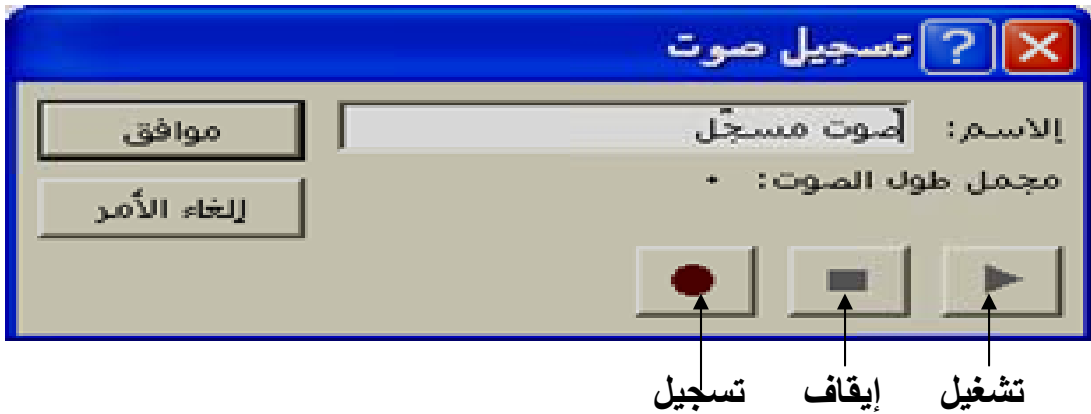 تسجيل صوت
الاسم: صوت مسجّل
موافق
مجمل طول الصوت: ٠
إلغاء الأمر
تشغيل إيقاف تسجيل